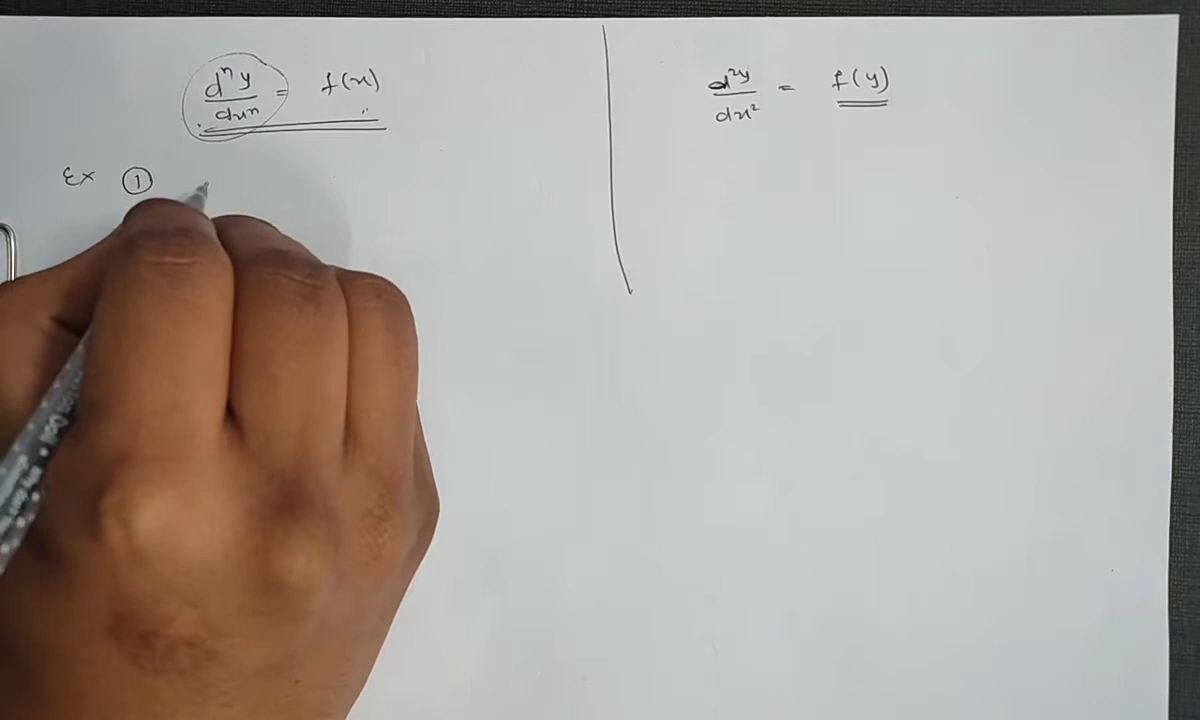 dⁿy/dxⁿ = f(x)
Ex ①
d²y/dx² = f(y)